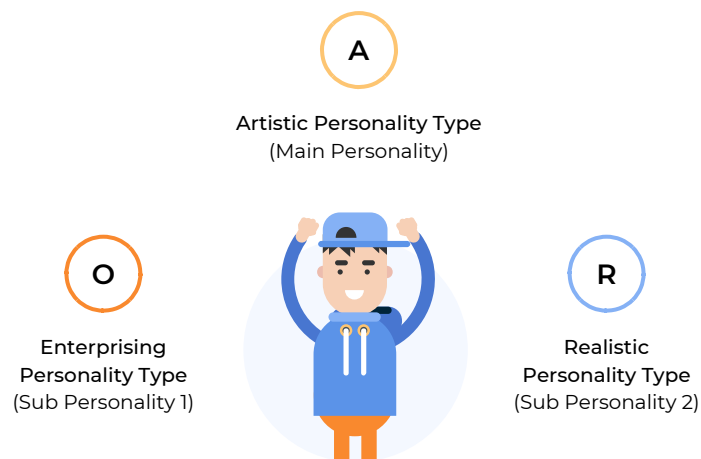 A
Artistic Personality Type
(Main Personality)
O
Enterprising
Personality Type
(Sub Personality 1)
R
Realistic
Personality Type
(Sub Personality 2)